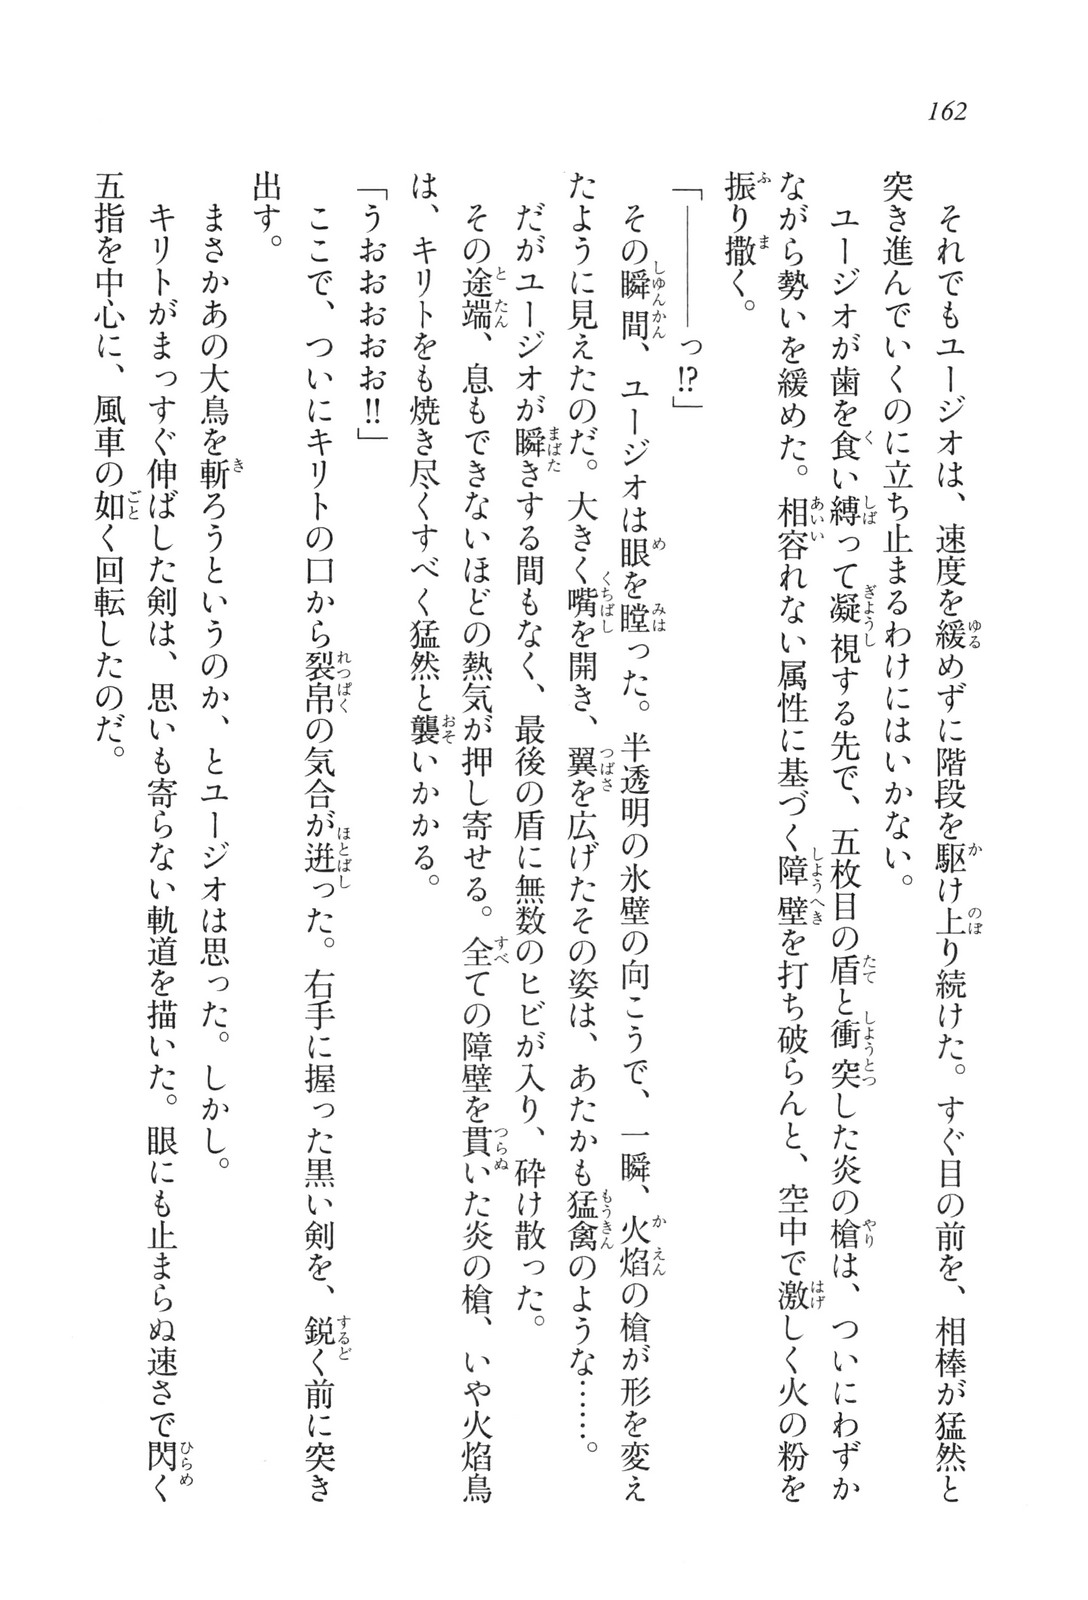 162
それでもユージオは、速度を緩めずに階段を駆け上り続けた。すぐ目の前を、相棒が猛然と
突き進んでいくのに立ち止まるわけにはいかない。
ユージオが歯を食い縛って凝視する先で、五枚目の盾と衝突した炎の槍は、ついにわずか
ながら勢いを緩めた。相容れない属性に基づく障壁を打ち破らんと、空中で激しく火の粉を
振り撒く。
「――――っ!?」
その瞬間、ユージオは眼を瞠った。半透明の氷壁の向こうで、一瞬、火焰の槍が形を変え
たように見えたのだ。大きく嘴を開き、翼を広げたその姿は、あたかも猛禽のような……。
だがユージオが瞬きする間もなく、最後の盾に無数のヒビが入り、砕け散った。
その途端、息もできないほどの熱気が押し寄せる。全ての障壁を貫いた炎の槍、いや火焰鳥
は、キリトをも焼き尽くすべく猛然と襲いかかる。
「うおおおおお!!」
ここで、ついにキリトの口から裂帛の気合が迸った。右手に握った黒い剣を、鋭く前に突き
出す。
まさかあの大鳥を斬ろうというのか、とユージオは思った。しかし。
キリトがまっすぐ伸ばした剣は、思いも寄らない軌道を描いた。眼にも止まらぬ速さで閃く
五指を中心に、風車の如く回転したのだ。